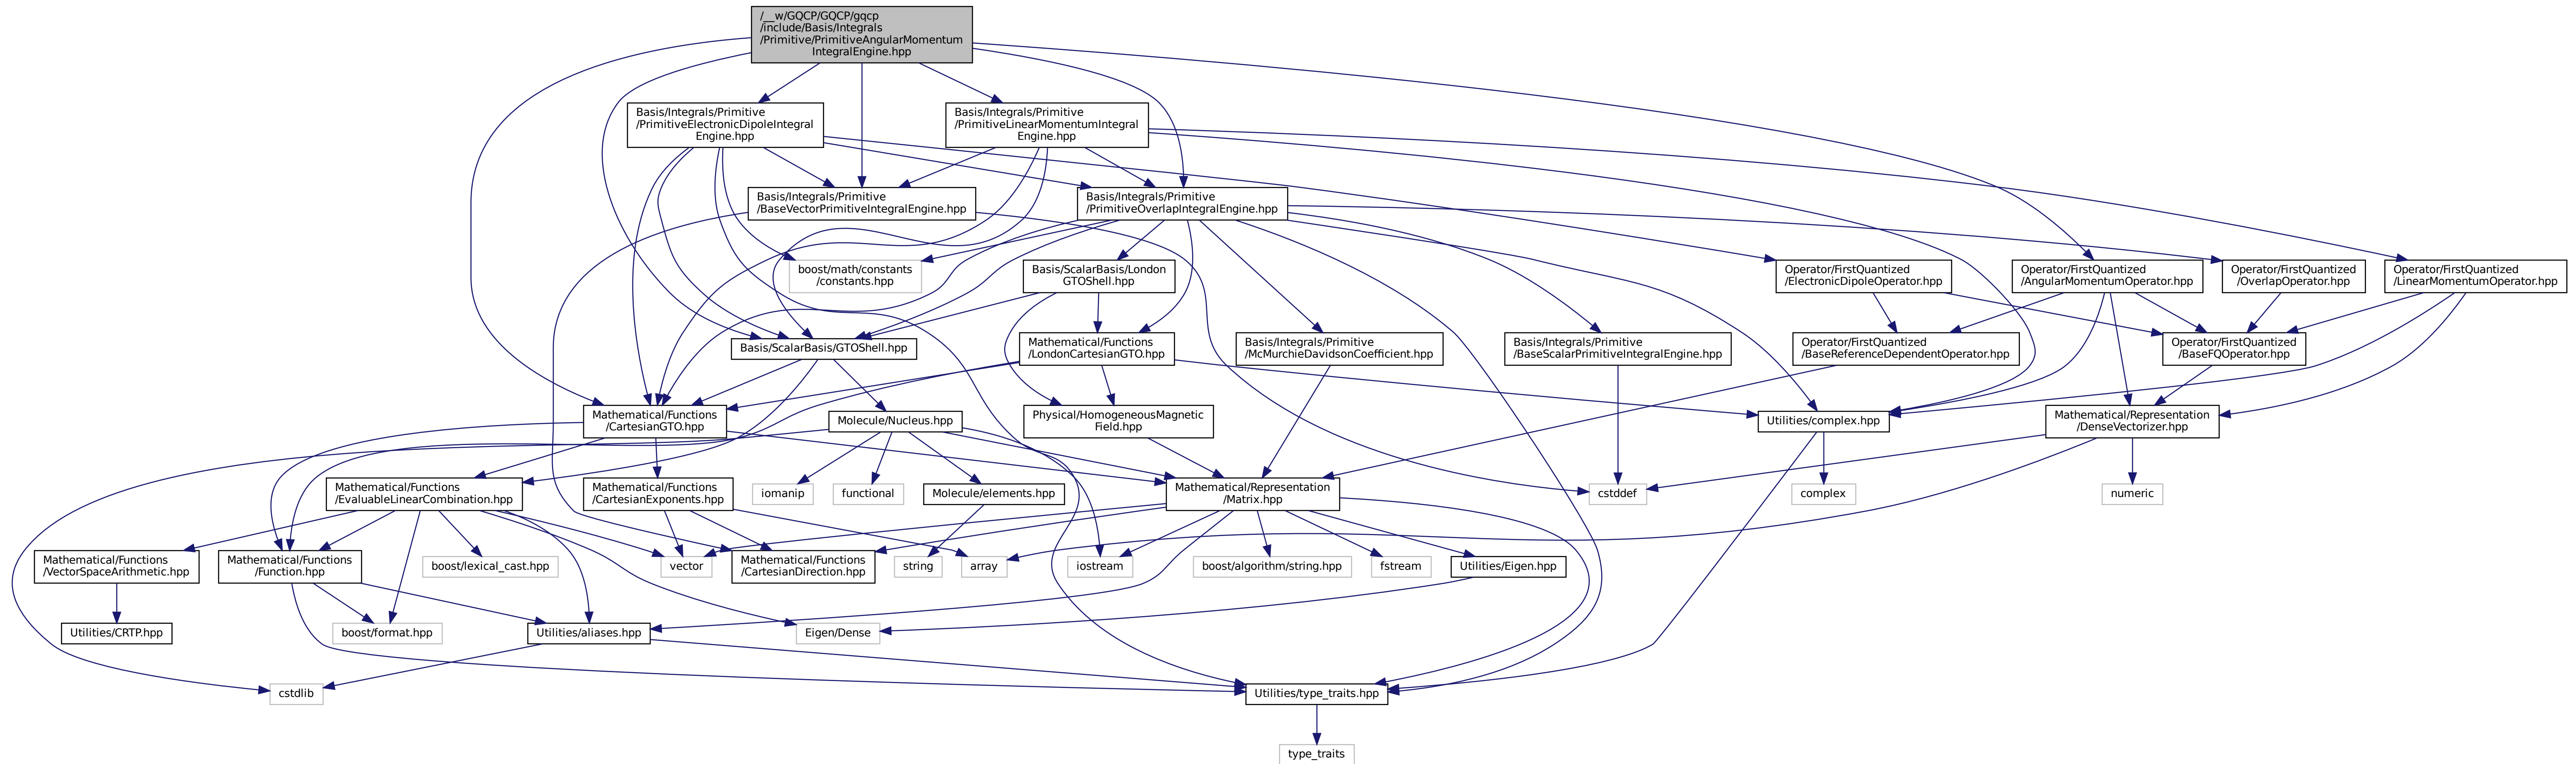 /__w/GQCP/GQCP/gqcp
/include/Basis/Integrals
/Primitive/PrimitiveAngularMomentum
IntegralEngine.hpp
Basis/Integrals/Primitive
/PrimitiveElectronicDipoleIntegral
Engine.hpp
Basis/Integrals/Primitive
/PrimitiveLinearMomentumIntegral
Engine.hpp
Basis/Integrals/Primitive
/BaseVectorPrimitiveIntegralEngine.hpp
Basis/Integrals/Primitive
/PrimitiveOverlapIntegralEngine.hpp
boost/math/constants
/constants.hpp
Basis/ScalarBasis/London
GTOShell.hpp
Operator/FirstQuantized
/ElectronicDipoleOperator.hpp
Operator/FirstQuantized
/AngularMomentumOperator.hpp
Operator/FirstQuantized
/OverlapOperator.hpp
Operator/FirstQuantized
/LinearMomentumOperator.hpp
Basis/ScalarBasis/GTOShell.hpp
Mathematical/Functions
/LondonCartesianGTO.hpp
Basis/Integrals/Primitive
/McMurchieDavidsonCoefficient.hpp
Basis/Integrals/Primitive
/BaseScalarPrimitiveIntegralEngine.hpp
Operator/FirstQuantized
/BaseReferenceDependentOperator.hpp
Operator/FirstQuantized
/BaseFQOperator.hpp
Mathematical/Functions
/CartesianGTO.hpp
Molecule/Nucleus.hpp
Physical/HomogeneousMagnetic
Field.hpp
Utilities/complex.hpp
Mathematical/Representation
/DenseVectorizer.hpp
Mathematical/Functions
/EvaluableLinearCombination.hpp
Mathematical/Functions
/CartesianExponents.hpp
iomanip
functional
Molecule/elements.hpp
Mathematical/Representation
/Matrix.hpp
cstddef
complex
numeric
Mathematical/Functions
/VectorSpaceArithmetic.hpp
Mathematical/Functions
/Function.hpp
boost/lexical_cast.hpp
vector
Mathematical/Functions
/CartesianDirection.hpp
string
array
iostream
boost/algorithm/string.hpp
fstream
Utilities/Eigen.hpp
Utilities/CRTP.hpp
boost/format.hpp
Utilities/aliases.hpp
Eigen/Dense
cstdlib
Utilities/type_traits.hpp
type_traits